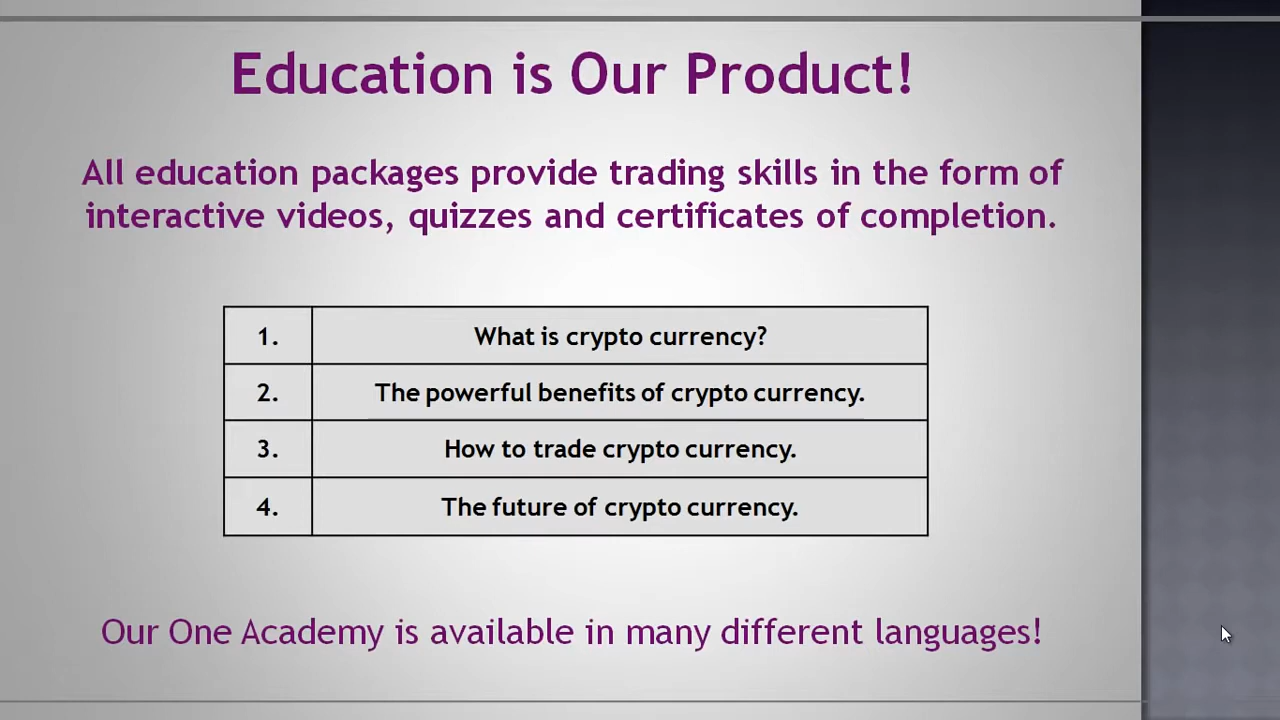 Education is Our Product!
All education packages provide trading skills in the form of
interactive videos, quizzes and certificates of completion.
1. What is crypto currency?
2. The powerful benefits of crypto currency.
3. How to trade crypto currency.
4. The future of crypto currency.
Our One Academy is available in many different languages!